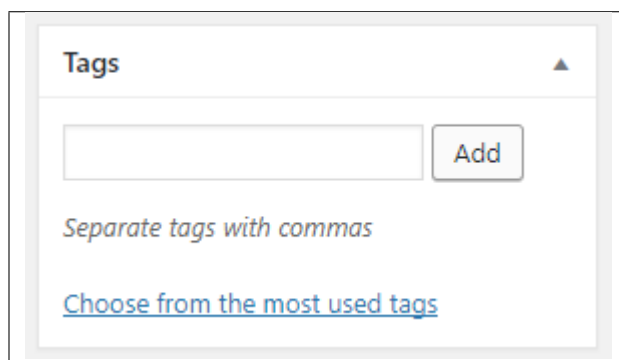 Tags
Add
Separate tags with commas
Choose from the most used tags